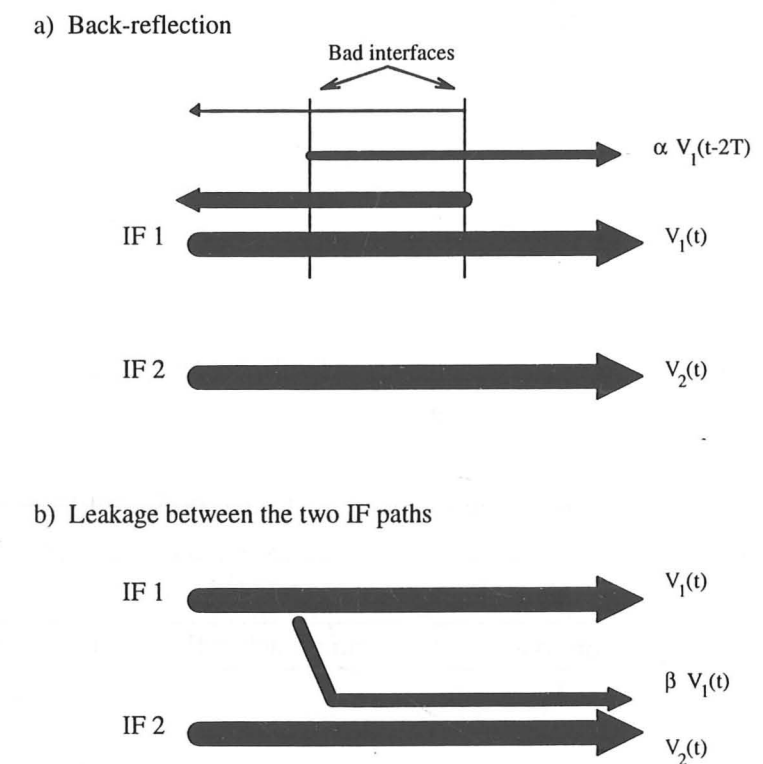 a) Back-reflection
Bad interfaces
α V₁(t-2T)
IF 1
V₁(t)
IF 2
V₂(t)
b) Leakage between the two IF paths
IF 1
V₁(t)
β V₁(t)
IF 2
V₂(t)